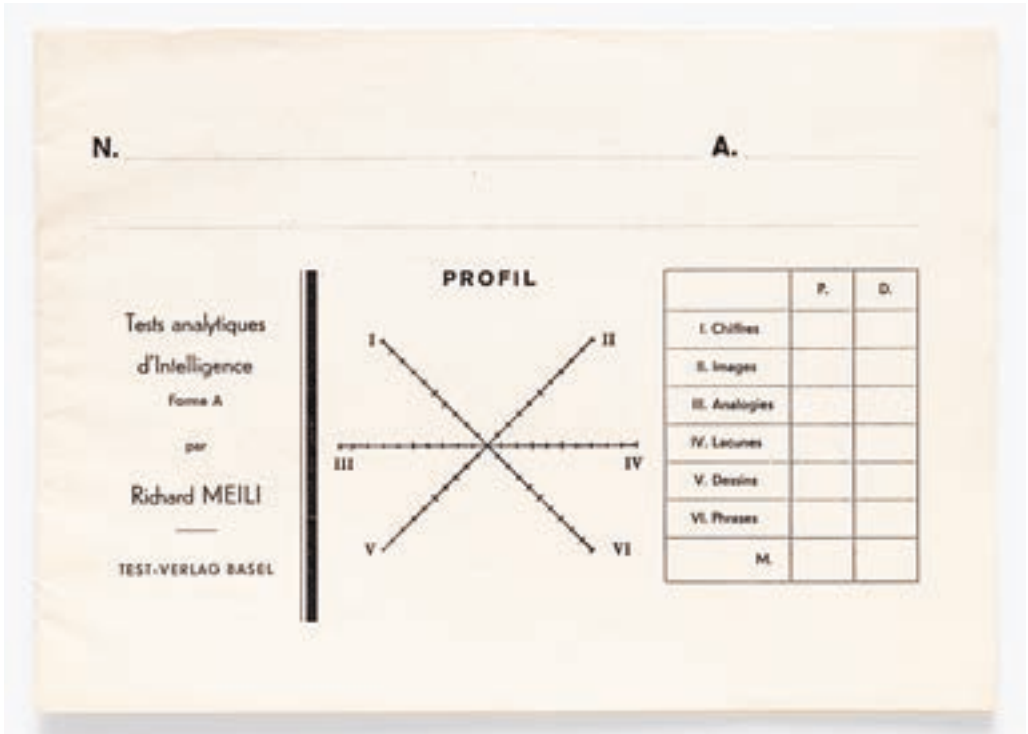 N. A.
Tests analytiques
d'Intelligence
Forme A
par
Richard MEILI
TEST-VERLAG BASEL
PROFIL
I II
III IV
V VI
P. D.
I. Chiffres
II. Images
III. Analogies
IV. Lacunes
V. Dessins
VI. Phrases
M.